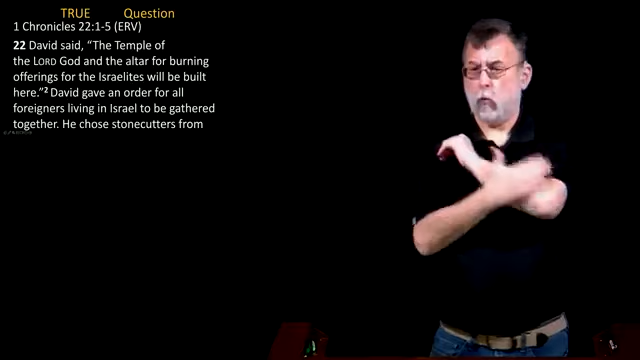 TRUE Question
1 Chronicles 22:1-5 (ERV)
22 David said, “The Temple of
the LORD God and the altar for burning
offerings for the Israelites will be built
here.”2 David gave an order for all
foreigners living in Israel to be gathered
together. He chose stonecutters from